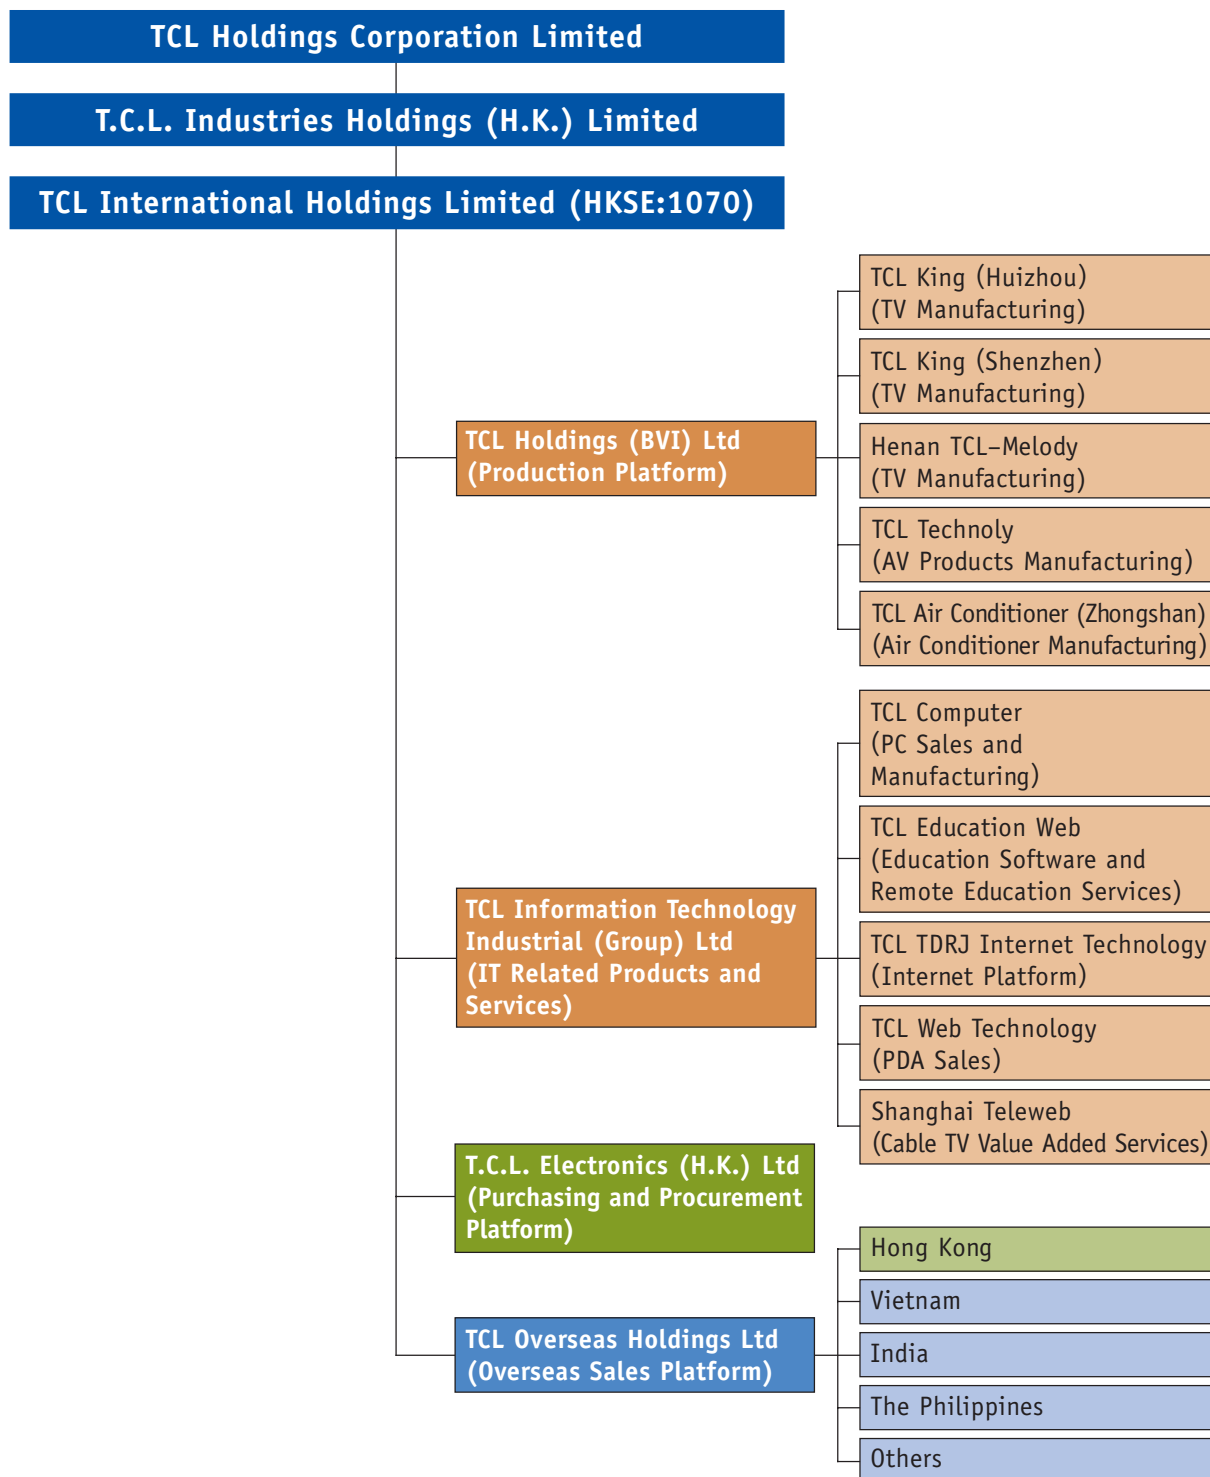 TCL Holdings Corporation Limited
T.C.L. Industries Holdings (H.K.) Limited
TCL International Holdings Limited (HKSE:1070)
TCL Holdings (BVI) Ltd
(Production Platform)
TCL King (Huizhou)
(TV Manufacturing)
TCL King (Shenzhen)
(TV Manufacturing)
Henan TCL–Melody
(TV Manufacturing)
TCL Technoly
(AV Products Manufacturing)
TCL Air Conditioner (Zhongshan)
(Air Conditioner Manufacturing)
TCL Information Technology
Industrial (Group) Ltd
(IT Related Products and
Services)
TCL Computer
(PC Sales and
Manufacturing)
TCL Education Web
(Education Software and
Remote Education Services)
TCL TDRJ Internet Technology
(Internet Platform)
TCL Web Technology
(PDA Sales)
Shanghai Teleweb
(Cable TV Value Added Services)
T.C.L. Electronics (H.K.) Ltd
(Purchasing and Procurement
Platform)
TCL Overseas Holdings Ltd
(Overseas Sales Platform)
Hong Kong
Vietnam
India
The Philippines
Others